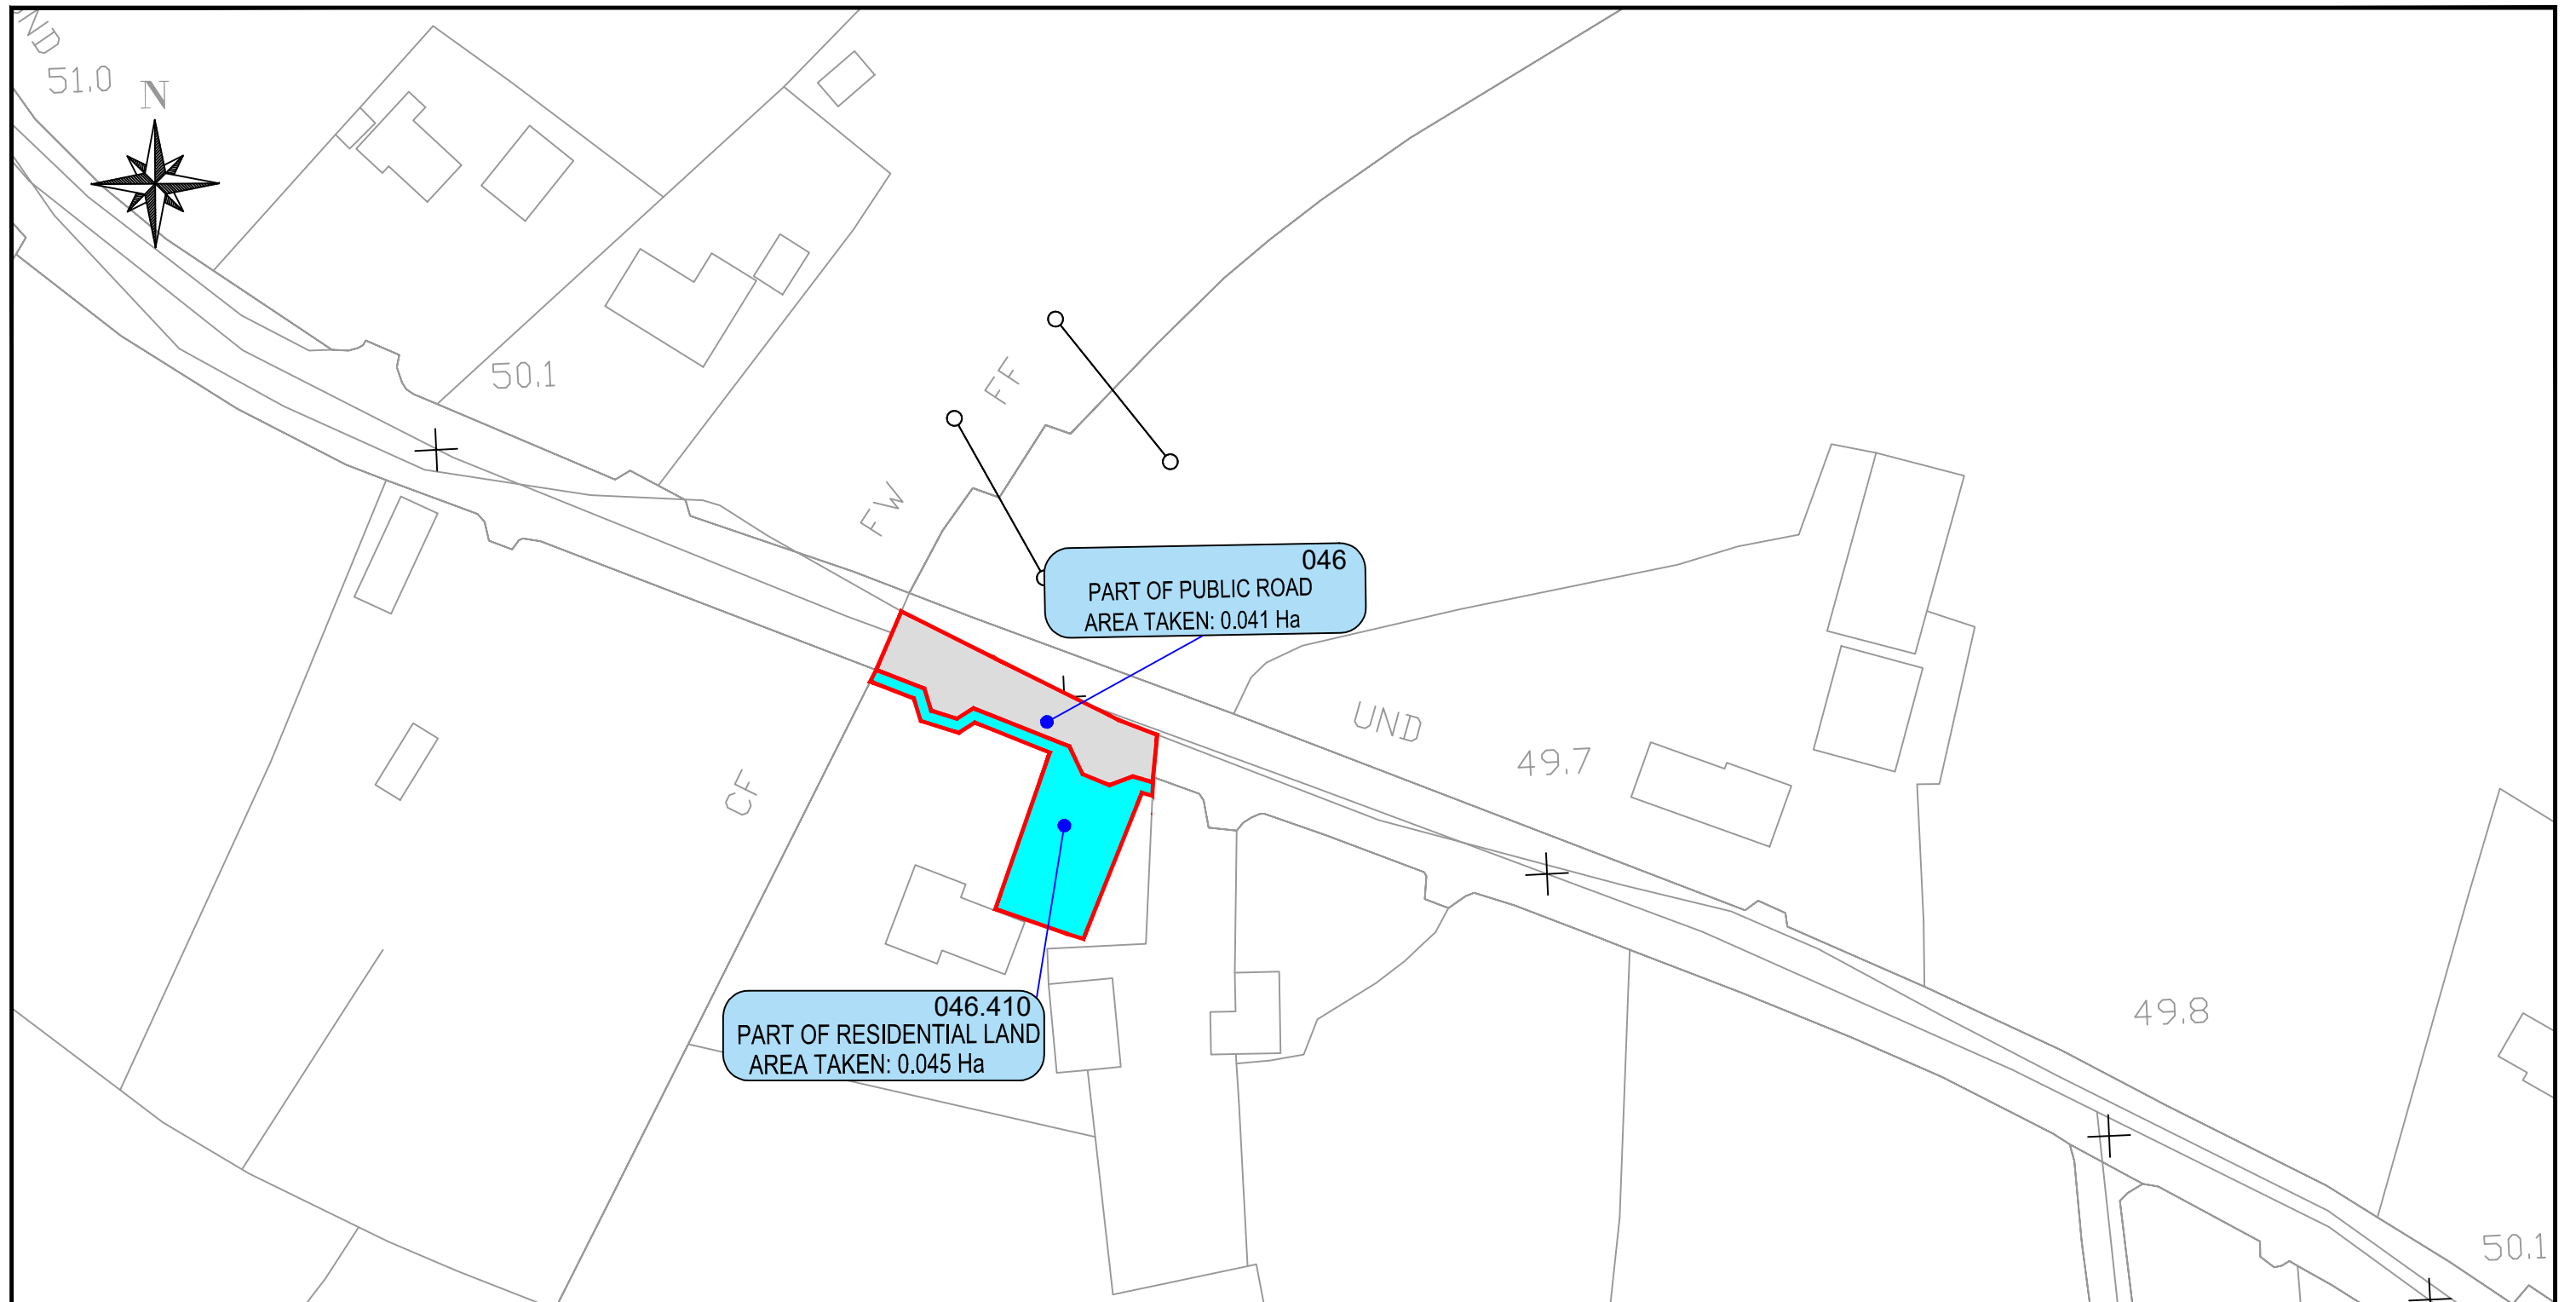 UND
51.0
N
50.1
FF
FW
046
PART OF PUBLIC ROAD
AREA TAKEN: 0.041 Ha
UND
49.7
CF
046.410
PART OF RESIDENTIAL LAND
AREA TAKEN: 0.045 Ha
49.8
50.1